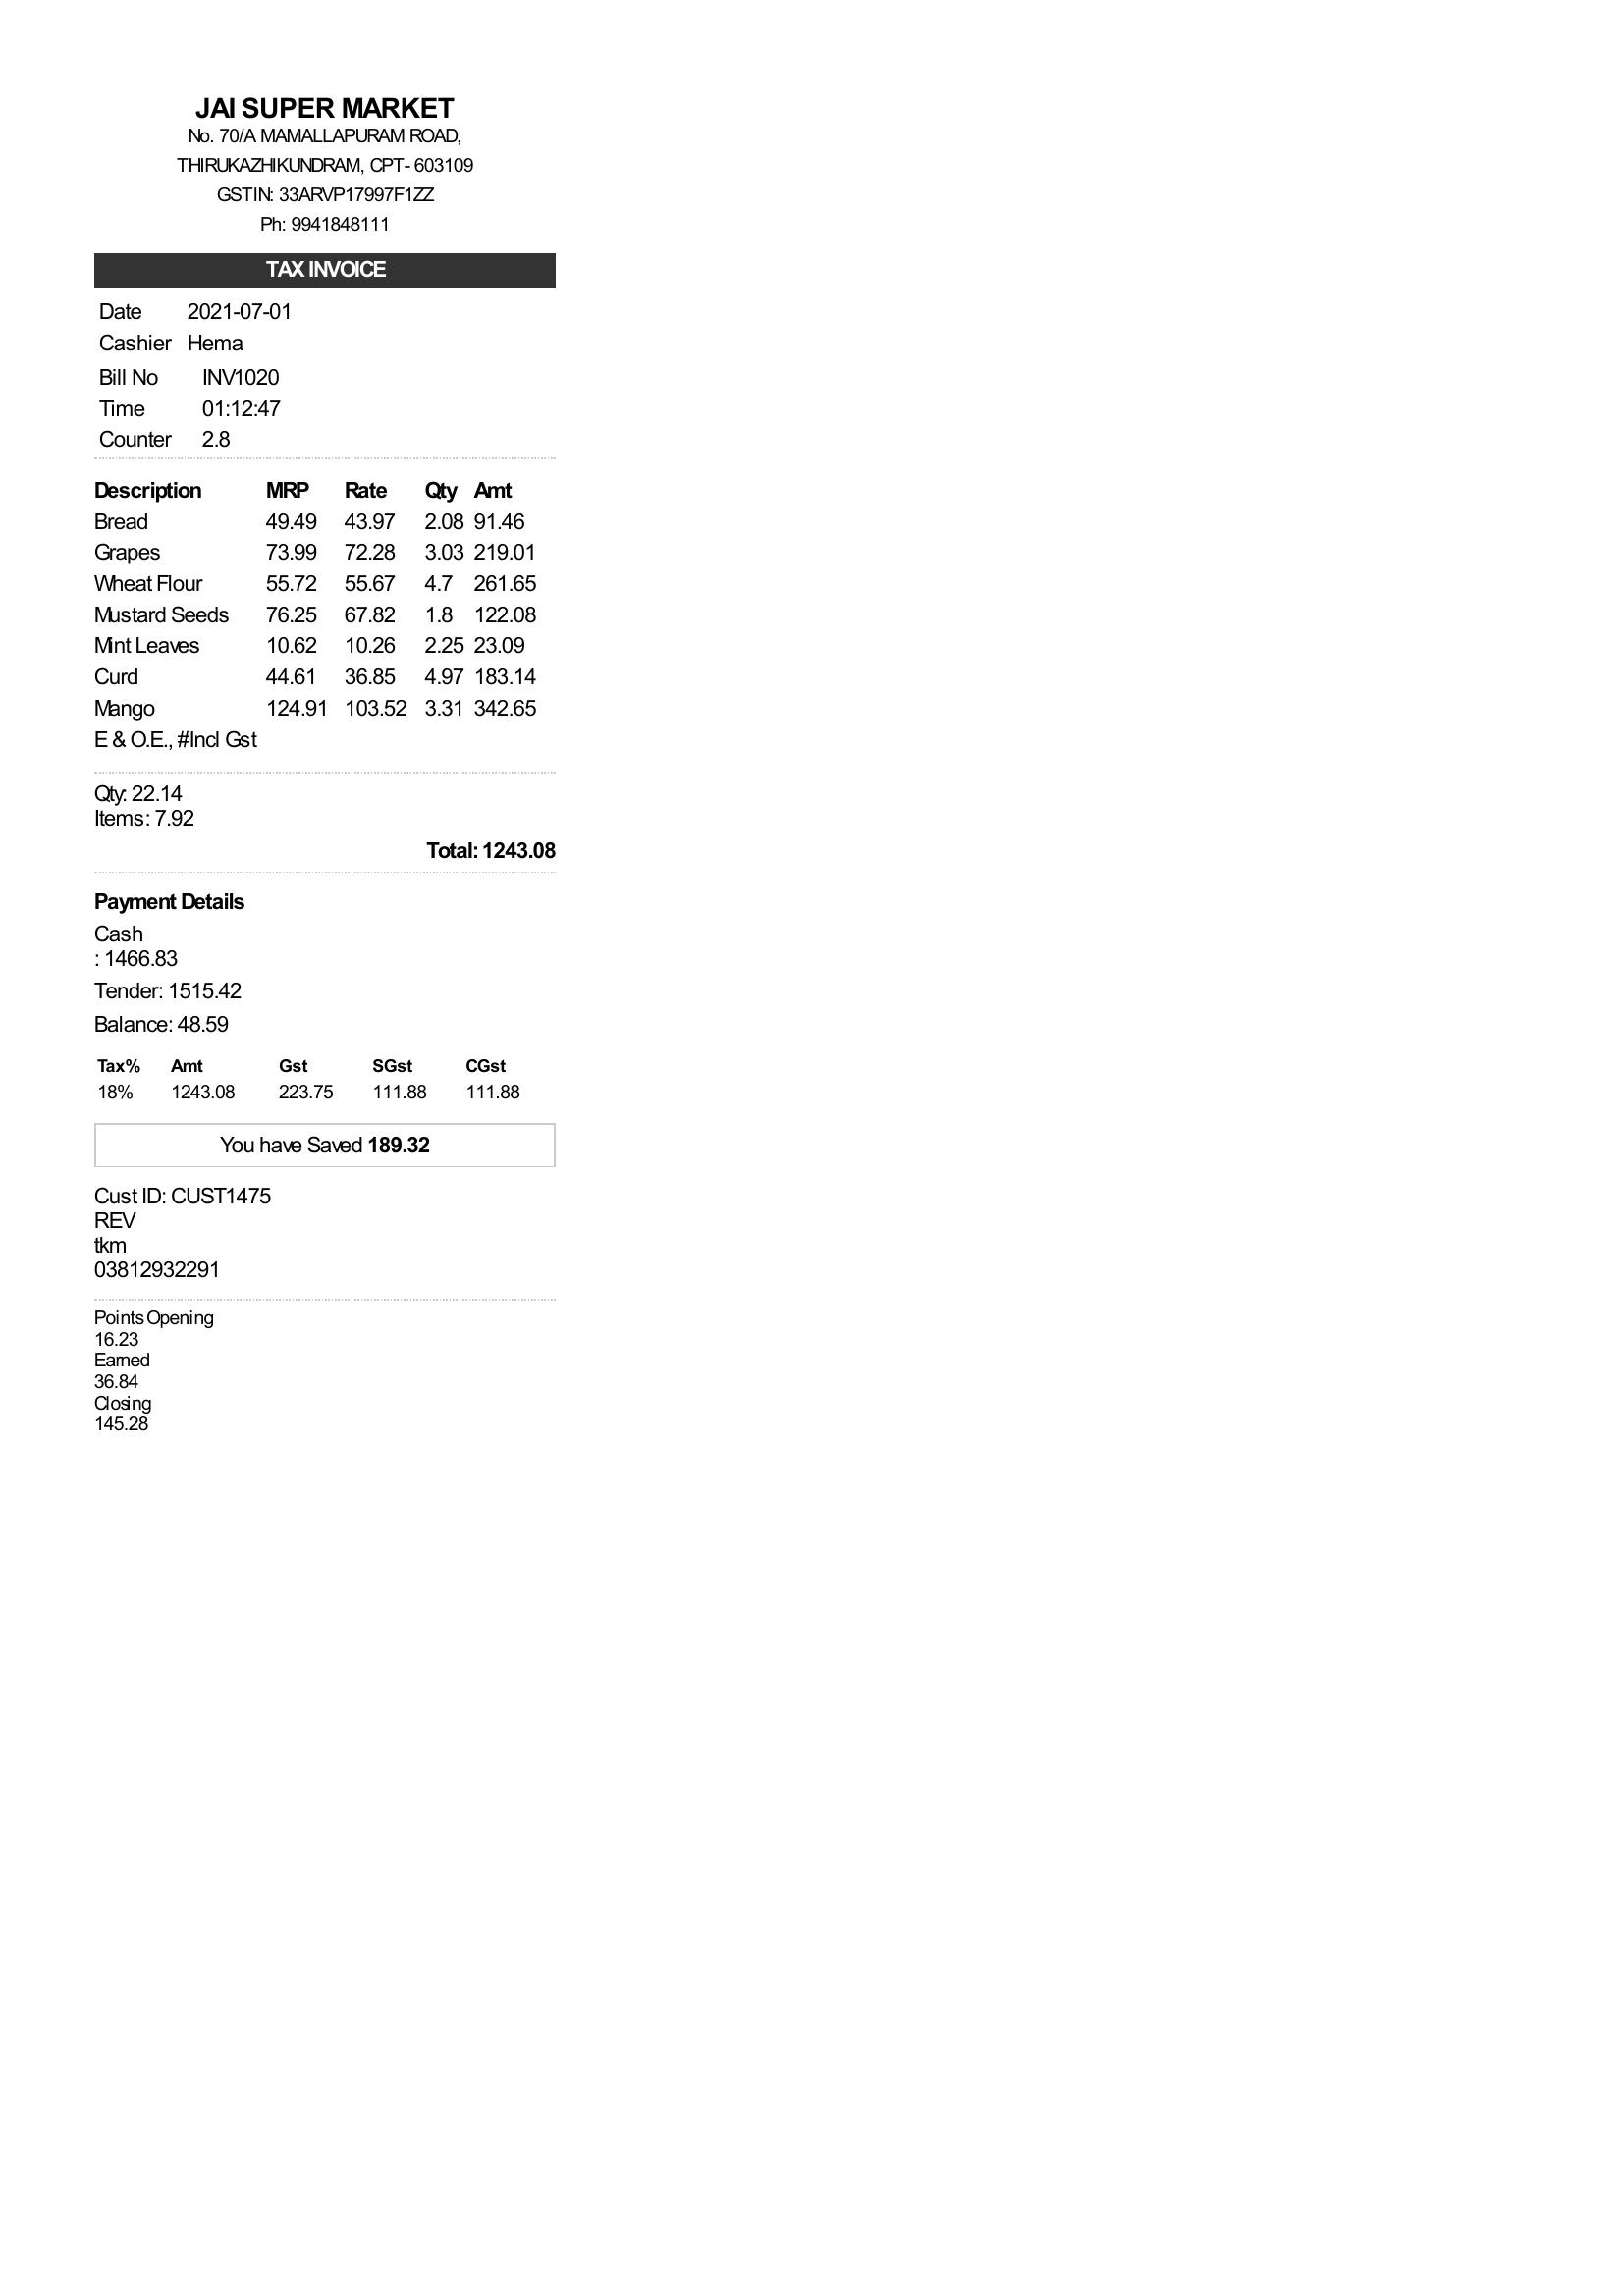 JAI SUPER MARKET
No. 70/A MAMALLAPURAM ROAD,
THIRUKAZHIKUNDRAM, CPT- 603109
GSTIN: 33ARVP17997F1ZZ
Ph: 9941848111
TAX INVOICE
Date 2021-07-01
Cashier Hema
Bill No INV1020
Time 01:12:47
Counter 2.8
Description MRP Rate Qty Amt
Bread 49.49 43.97 2.08 91.46
Grapes 73.99 72.28 3.03 219.01
Wheat Flour 55.72 55.67 4.7 261.65
Mustard Seeds 76.25 67.82 1.8 122.08
Mint Leaves 10.62 10.26 2.25 23.09
Curd 44.61 36.85 4.97 183.14
Mango 124.91 103.52 3.31 342.65
E & O.E., #Incl Gst
Qty: 22.14
Items: 7.92
Total: 1243.08
Payment Details
Cash
: 1466.83
Tender: 1515.42
Balance: 48.59
Tax% Amt Gst SGst CGst
18% 1243.08 223.75 111.88 111.88
You have Saved 189.32
Cust ID: CUST1475
REV
tkm
03812932291
Points Opening
16.23
Earned
36.84
Closing
145.28